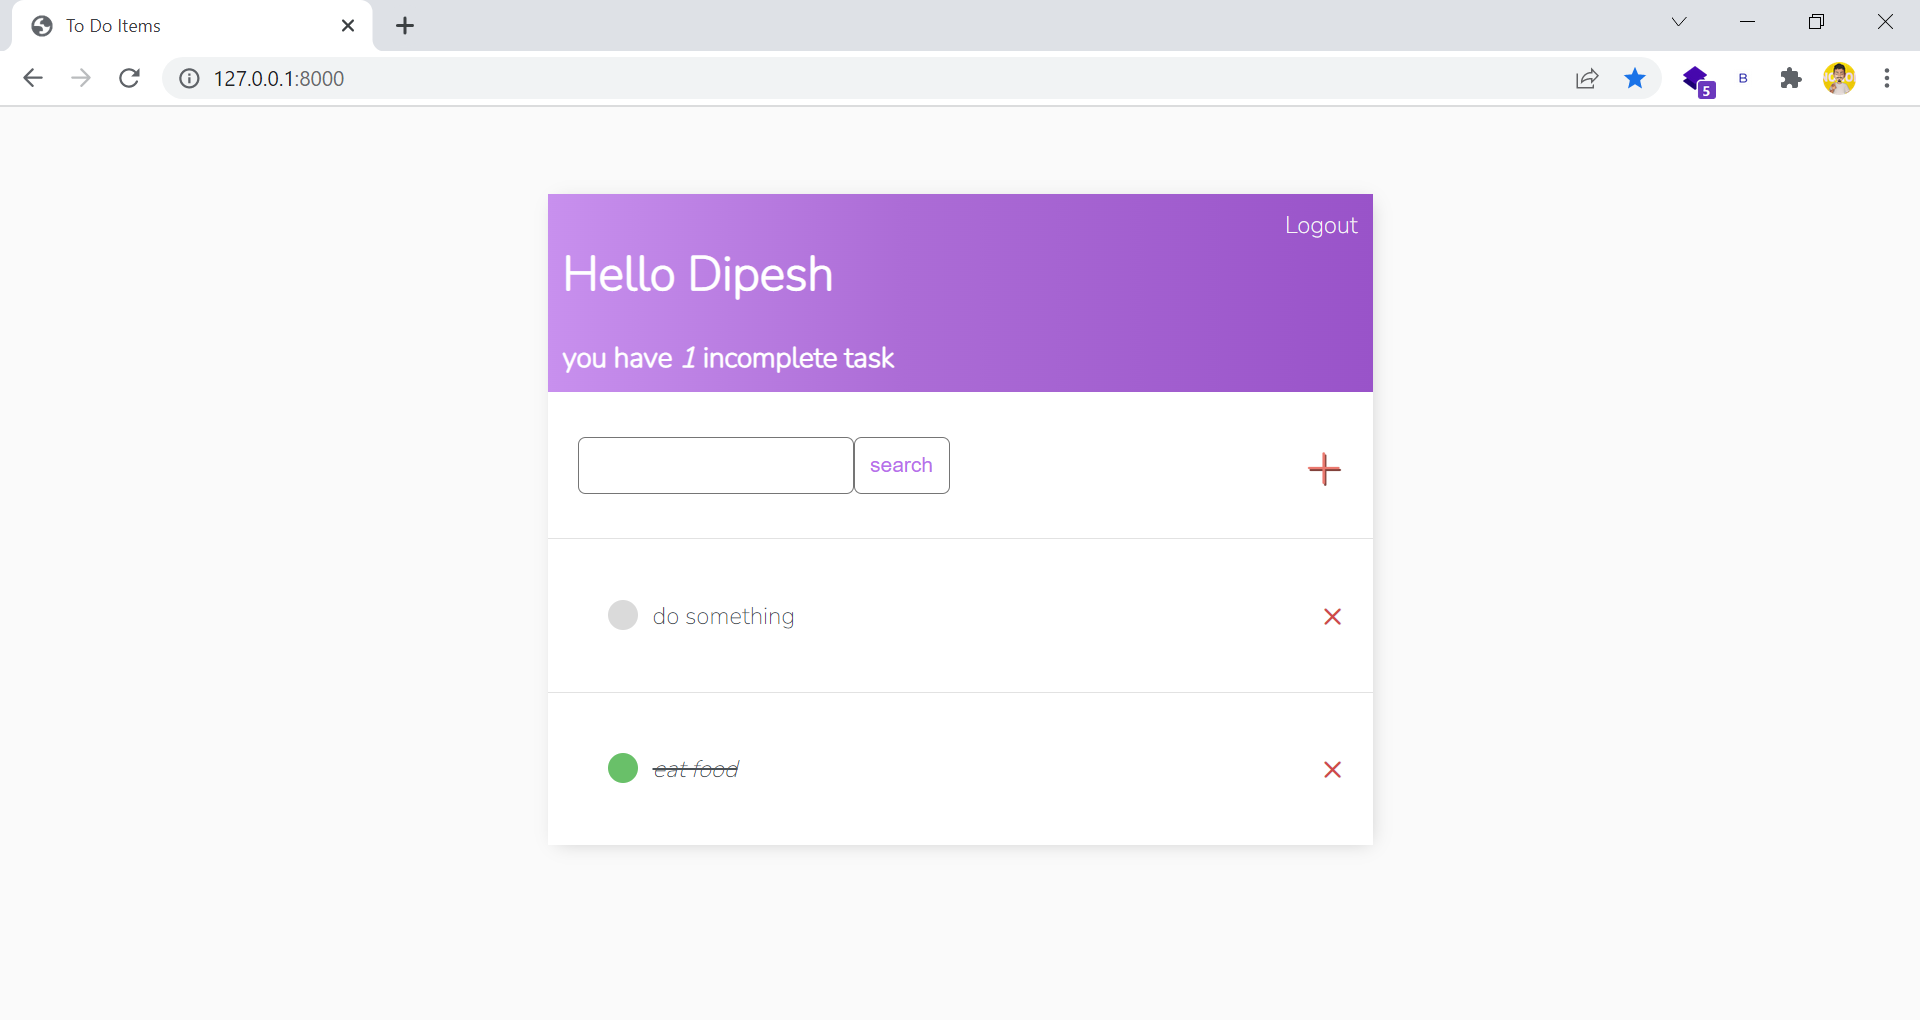 To Do Items
127.0.0.1:8000
5
B
Logout
Hello Dipesh
you have 1 incomplete task
search
do something
eat food